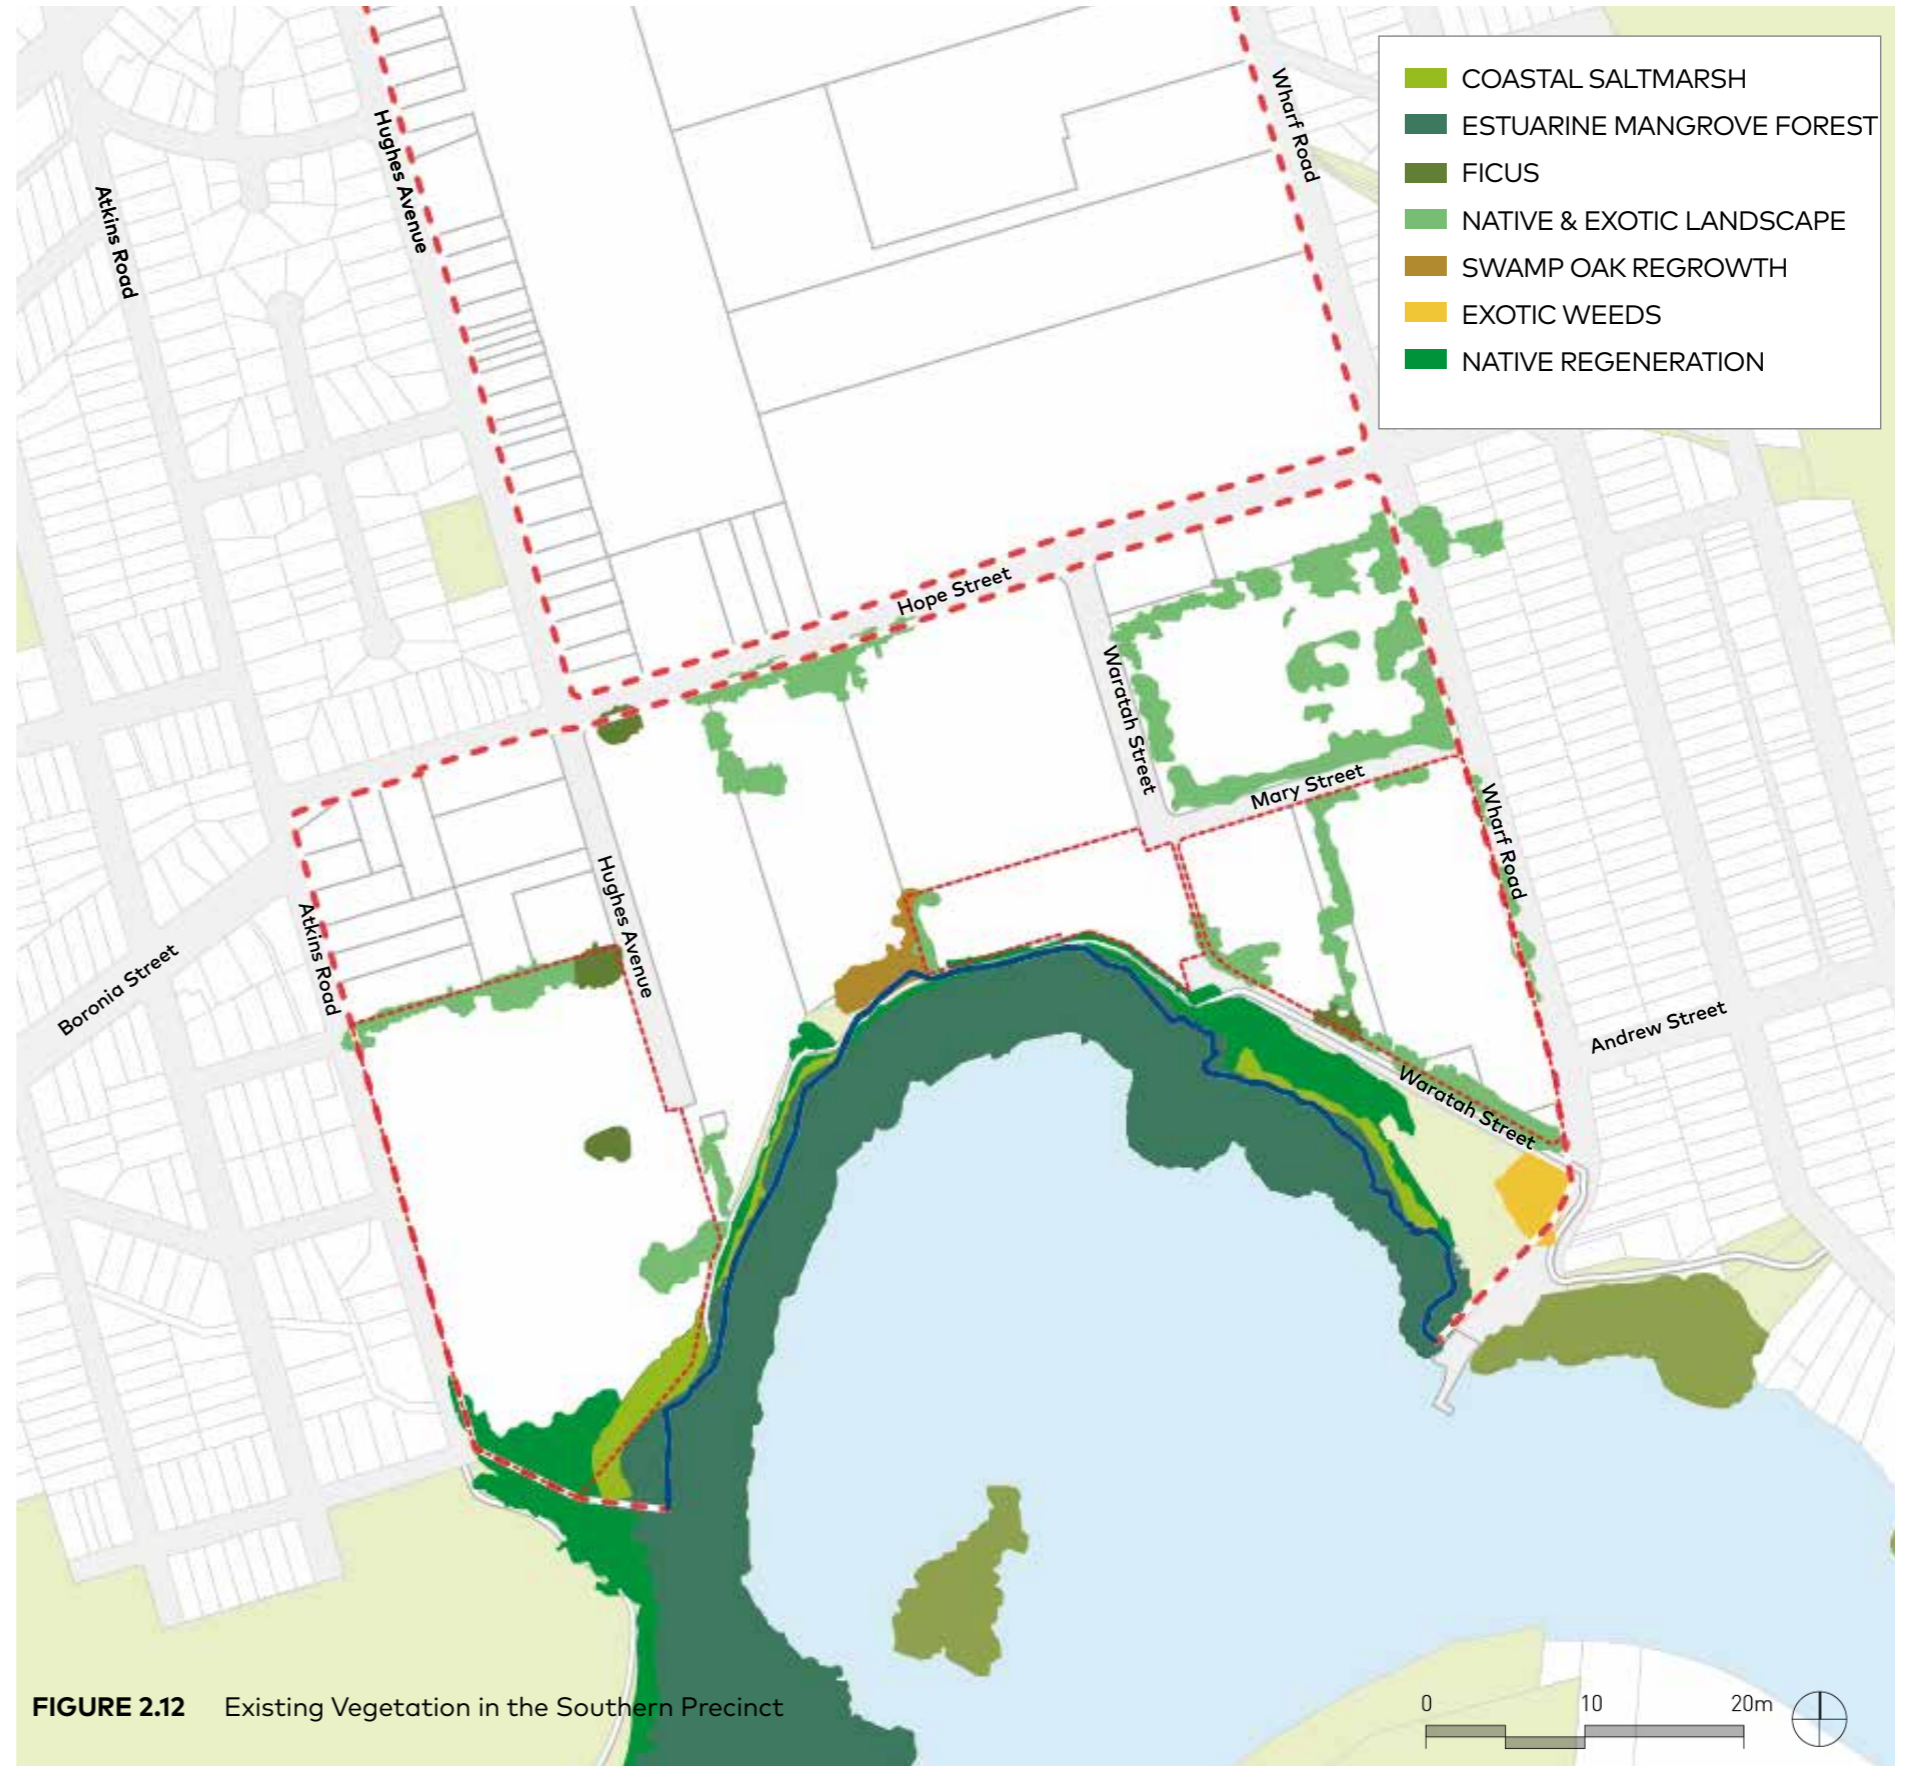 COASTAL SALTMARSH
ESTUARINE MANGROVE FOREST
FICUS
NATIVE & EXOTIC LANDSCAPE
SWAMP OAK REGROWTH
EXOTIC WEEDS
NATIVE REGENERATION
Wharf Road
Hughes Avenue
Atkins Road
Hope Street
Waratah Street
Mary Street
Wharf Road
Hughes Avenue
Atkins Road
Boronia Street
Andrew Street
Waratah Street
FIGURE 2.12 Existing Vegetation in the Southern Precinct
0 10 20m